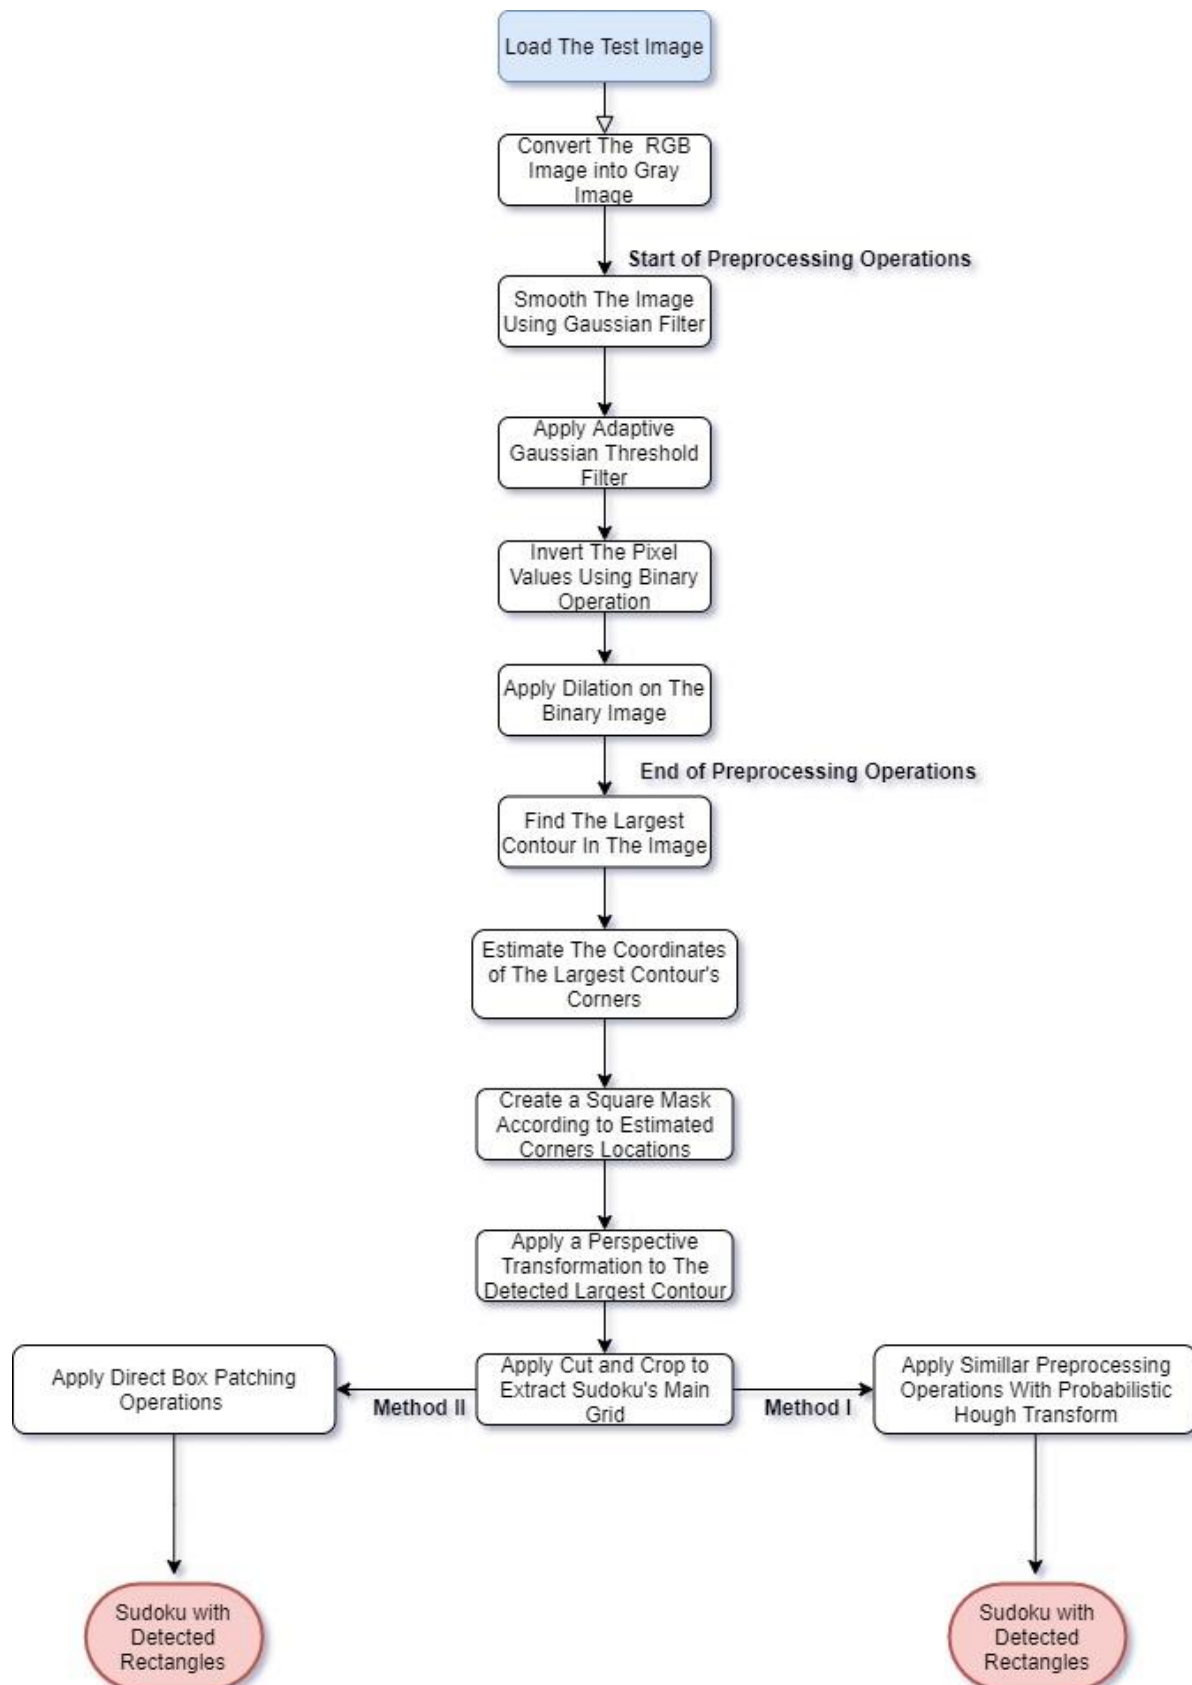 Load The Test Image
Convert The RGB
Image into Gray
Image
Start of Preprocessing Operations
Smooth The Image
Using Gaussian Filter
Apply Adaptive
Gaussian Threshold
Filter
Invert The Pixel
Values Using Binary
Operation
Apply Dilation on The
Binary Image
End of Preprocessing Operations
Find The Largest
Contour In The Image
Estimate The Coordinates
of The Largest Contour's
Corners
Create a Square Mask
According to Estimated
Corners Locations
Apply a Perspective
Transformation to The
Detected Largest Contour
Apply Cut and Crop to
Extract Sudoku's Main
Grid
Method II
Apply Direct Box Patching
Operations
Method I
Apply Simillar Preprocessing
Operations With Probabilistic
Hough Transform
Sudoku with
Detected
Rectangles
Sudoku with
Detected
Rectangles